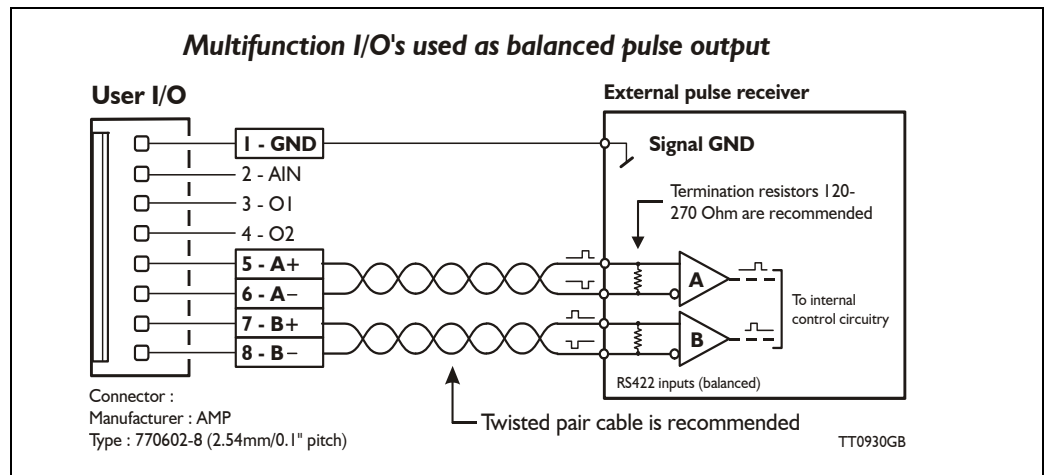 Multifunction I/O's used as balanced pulse output
User I/O
External pulse receiver
1 - GND
Signal GND
2 - AIN
3 - O1
4 - O2
Termination resistors 120-
270 Ohm are recommended
5 - A+
6 - A−
7 - B+
8 - B−
A
B
To internal
control circuitry
RS422 inputs (balanced)
Connector :
Manufacturer : AMP
Type : 770602-8 (2.54mm/0.1" pitch)
Twisted pair cable is recommended
TT0930GB